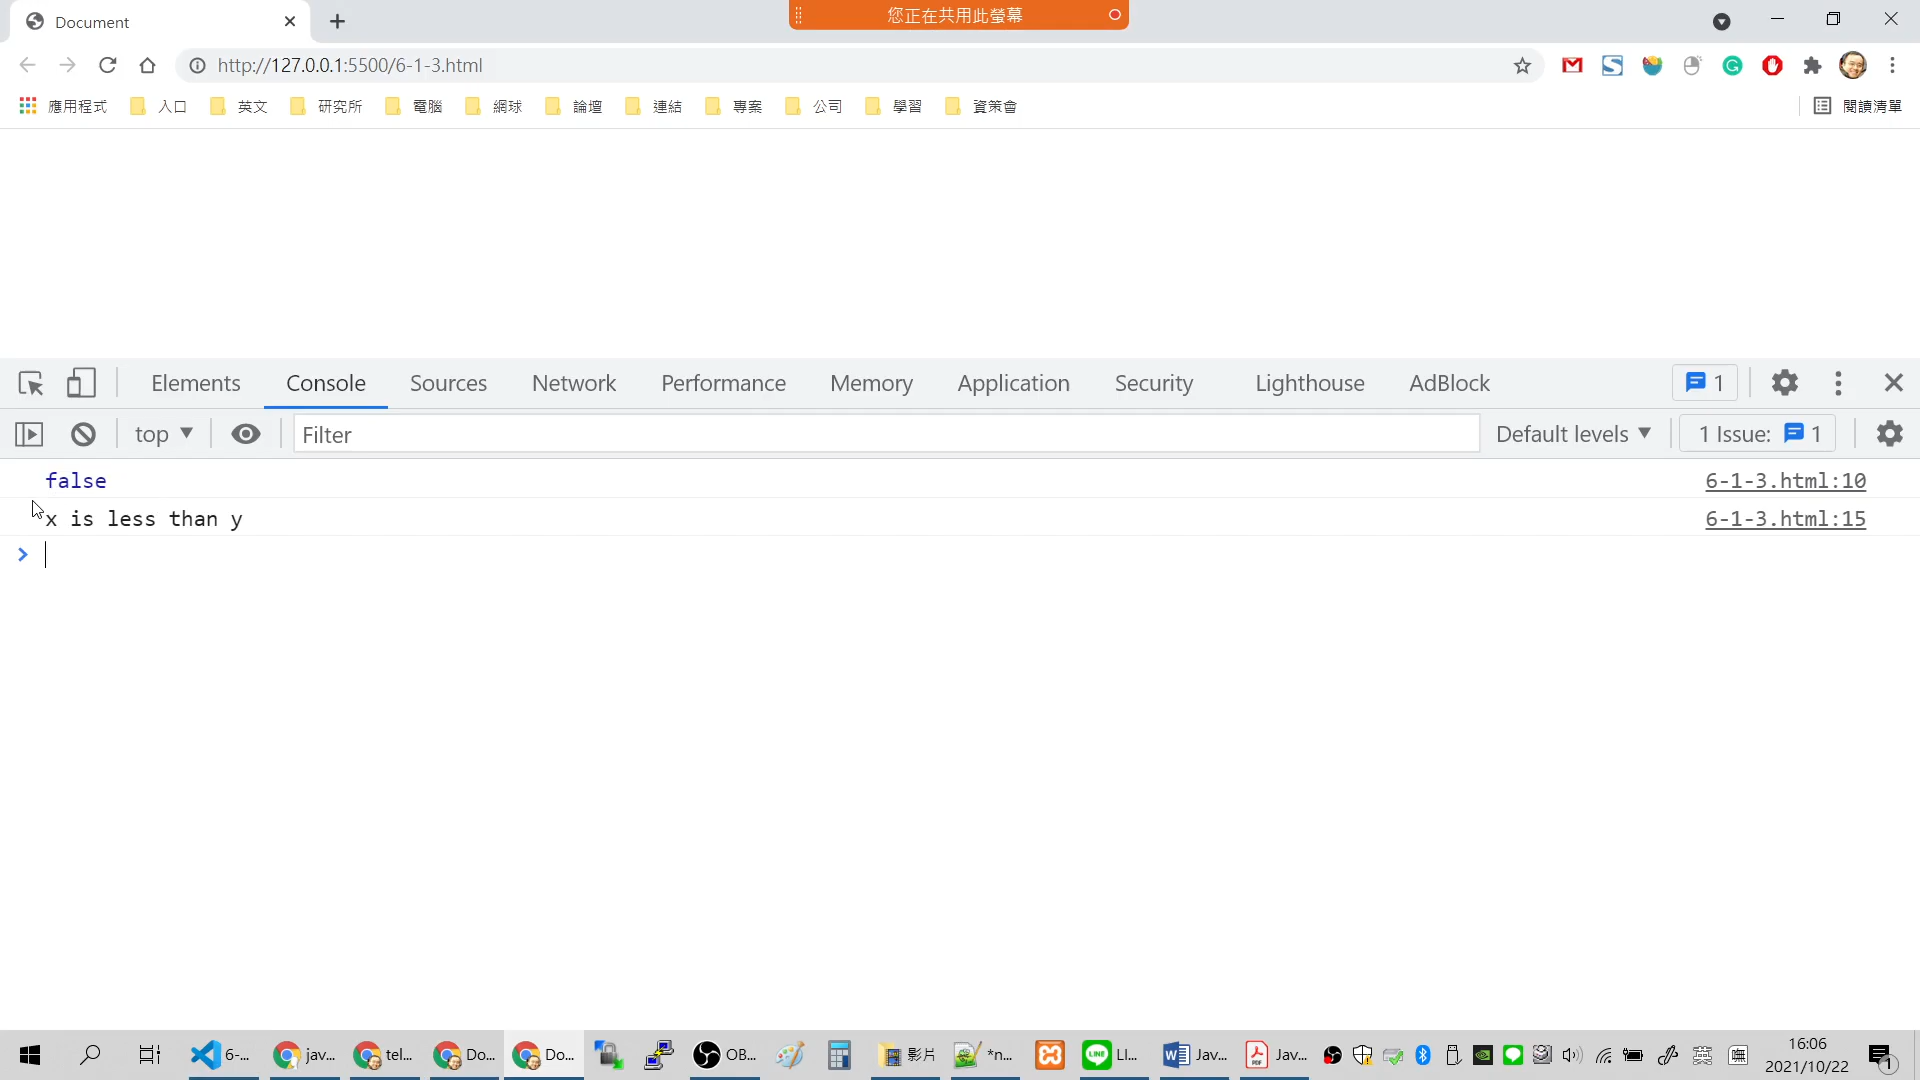 Document
您正在共用此螢幕
http://127.0.0.1:5500/6-1-3.html
應用程式 入口 英文 研究所 電腦 網球 論壇 連結 專案 公司 學習 資策會 閱讀清單
Elements Console Sources Network Performance Memory Application Security Lighthouse AdBlock 1
top Filter Default levels 1 Issue: 1
false 6-1-3.html:10
x is less than y 6-1-3.html:15
>
6-... jav... tel... Do... Do... OB... 影片 *n... LI... Jav... Jav... 英 16:06
2021/10/22 1